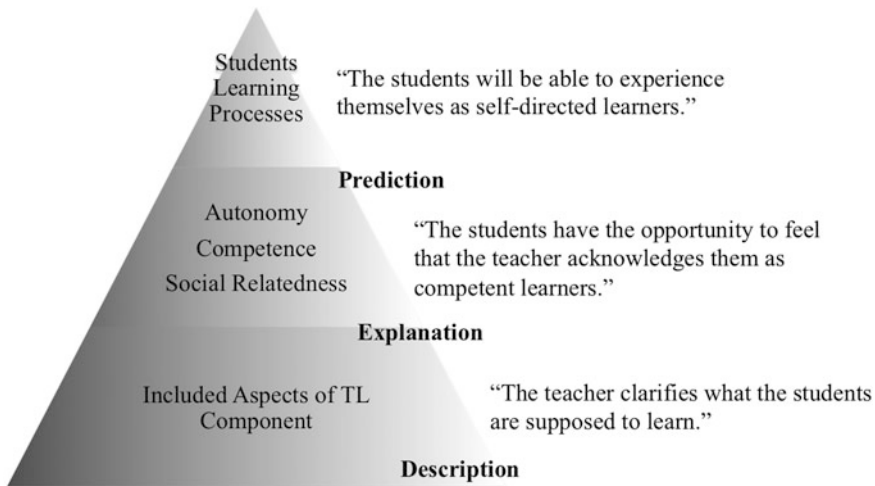 Students
Learning
Processes
“The students will be able to experience
themselves as self-directed learners.”
Prediction
Autonomy
Competence
Social Relatedness
“The students have the opportunity to feel
that the teacher acknowledges them as
competent learners.”
Explanation
Included Aspects of TL
Component
“The teacher clarifies what the students
are supposed to learn.”
Description